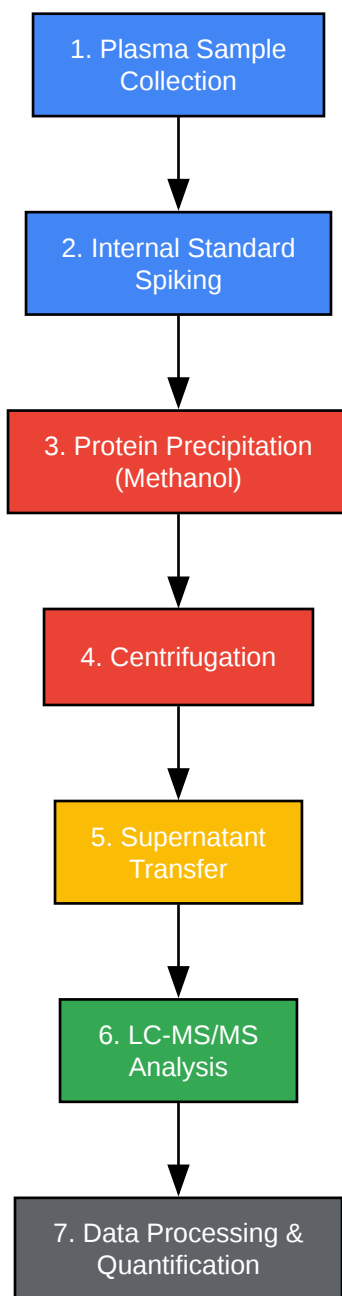 1. Plasma Sample
Collection
2. Internal Standard
Spiking
3. Protein Precipitation
(Methanol)
4. Centrifugation
5. Supernatant
Transfer
6. LC-MS/MS
Analysis
7. Data Processing &
Quantification